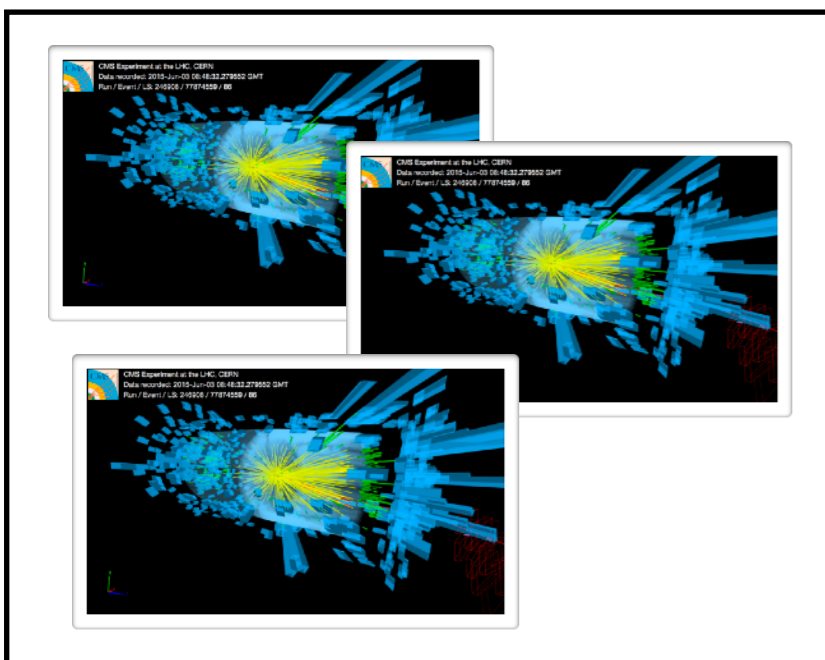 CMS Experiment at the LHC, CERN
Data recorded: 2015-Jun-03 08:48:32.279552 GMT
Run / Event / LS: 246908 / 77874559 / 86
CMS Experiment at the LHC, CERN
Data recorded: 2015-Jun-03 08:48:32.279552 GMT
Run / Event / LS: 246908 / 77874559 / 86
CMS Experiment at the LHC, CERN
Data recorded: 2015-Jun-03 08:48:32.279552 GMT
Run / Event / LS: 246908 / 77874559 / 86